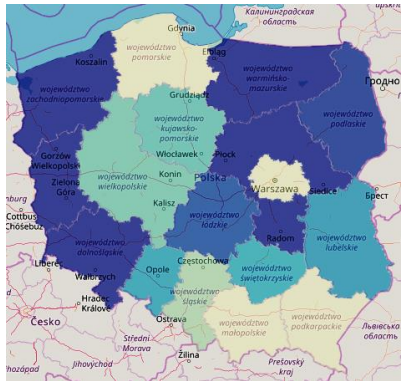 Калининградская
область
Gdynia
województwo
pomorskie
Elbląg
Koszalin
województwo
warmińsko-
mazurskie
województwo
zachodniopomorskie
Grudziądz
Гродно
województwo
kujawsko-
pomorskie
województwo
podlaskie
Gorzów
Wielkopolski
Włocławek
Płock
województwo
wielkopolskie
Konin
Polska
Zielona
Góra
Warszawa
Siedlce
Брест
Kalisz
Cottbus
Chóśebuz
województwo
łódzkie
Radom
województwo
dolnośląskie
województwo
lubelskie
Liberec
Wałbrzych
Opole
Częstochowa
województwo
świętokrzyskie
Hradec
Králové
województwo
śląskie
Česko
Ostrava
województwo
małopolskie
województwo
podkarpackie
Львівська
область
Střední
Morava
Žilina
Jihovýchod
Prešovský
kraj